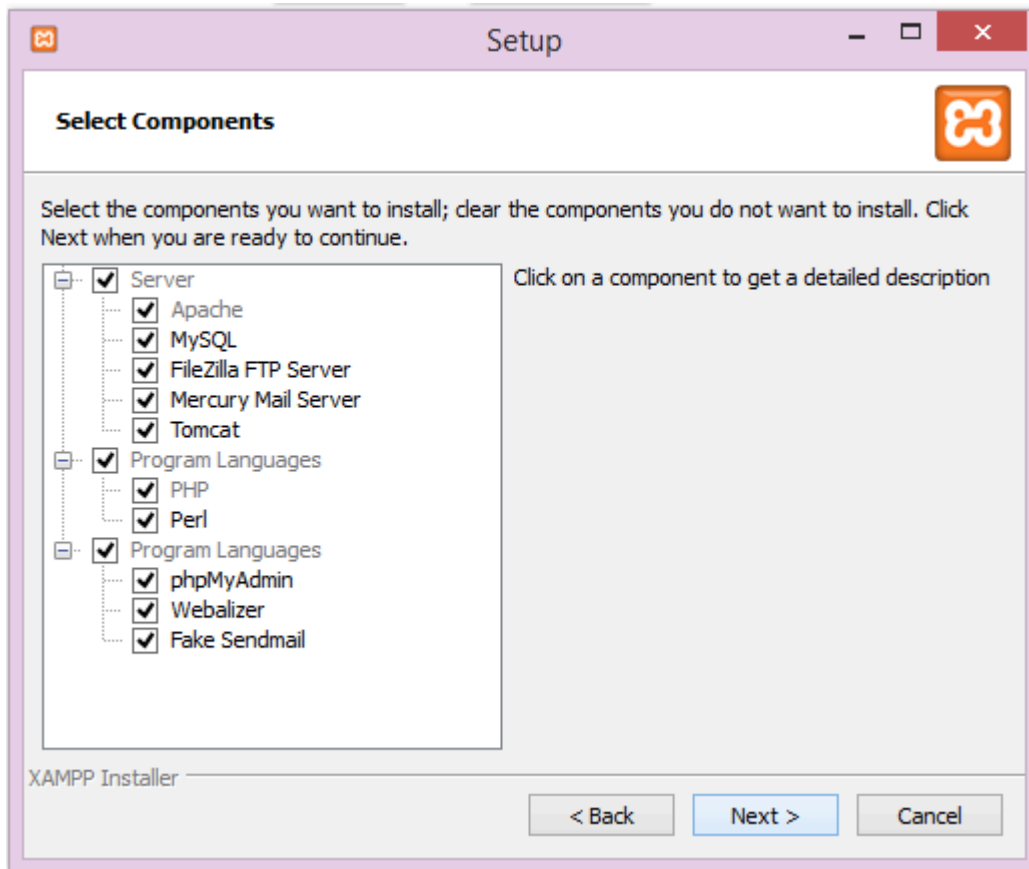 Setup
Select Components
Select the components you want to install; clear the components you do not want to install. Click
Next when you are ready to continue.
Server
Apache
MySQL
FileZilla FTP Server
Mercury Mail Server
Tomcat
Program Languages
PHP
Perl
Program Languages
phpMyAdmin
Webalizer
Fake Sendmail
Click on a component to get a detailed description
XAMPP Installer
< Back
Next >
Cancel